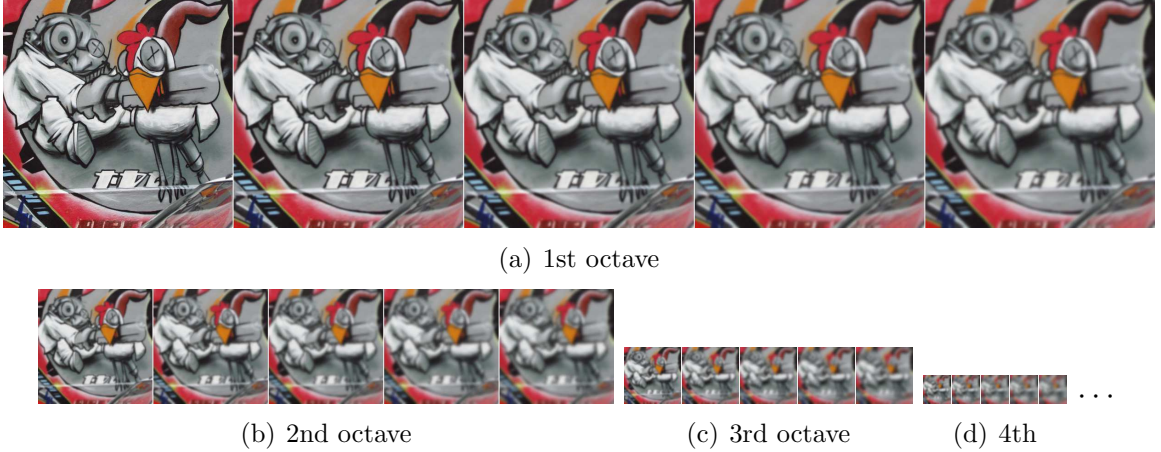 (a) 1st octave
(b) 2nd octave
(c) 3rd octave
(d) 4th
. . .